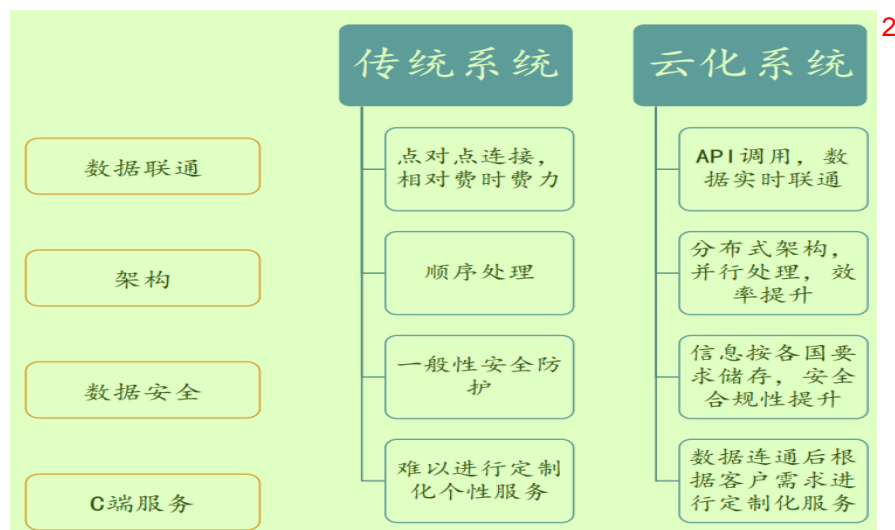 2
传统系统
云化系统
数据联通
点对点连接，
相对费时费力
API调用，数
据实时联通
架构
顺序处理
分布式架构，
并行处理，效
率提升
数据安全
一般性安全防
护
信息按各国要
求储存，安全
合规性提升
C端服务
难以进行定制
化个性服务
数据连通后根
据客户需求进
行定制化服务